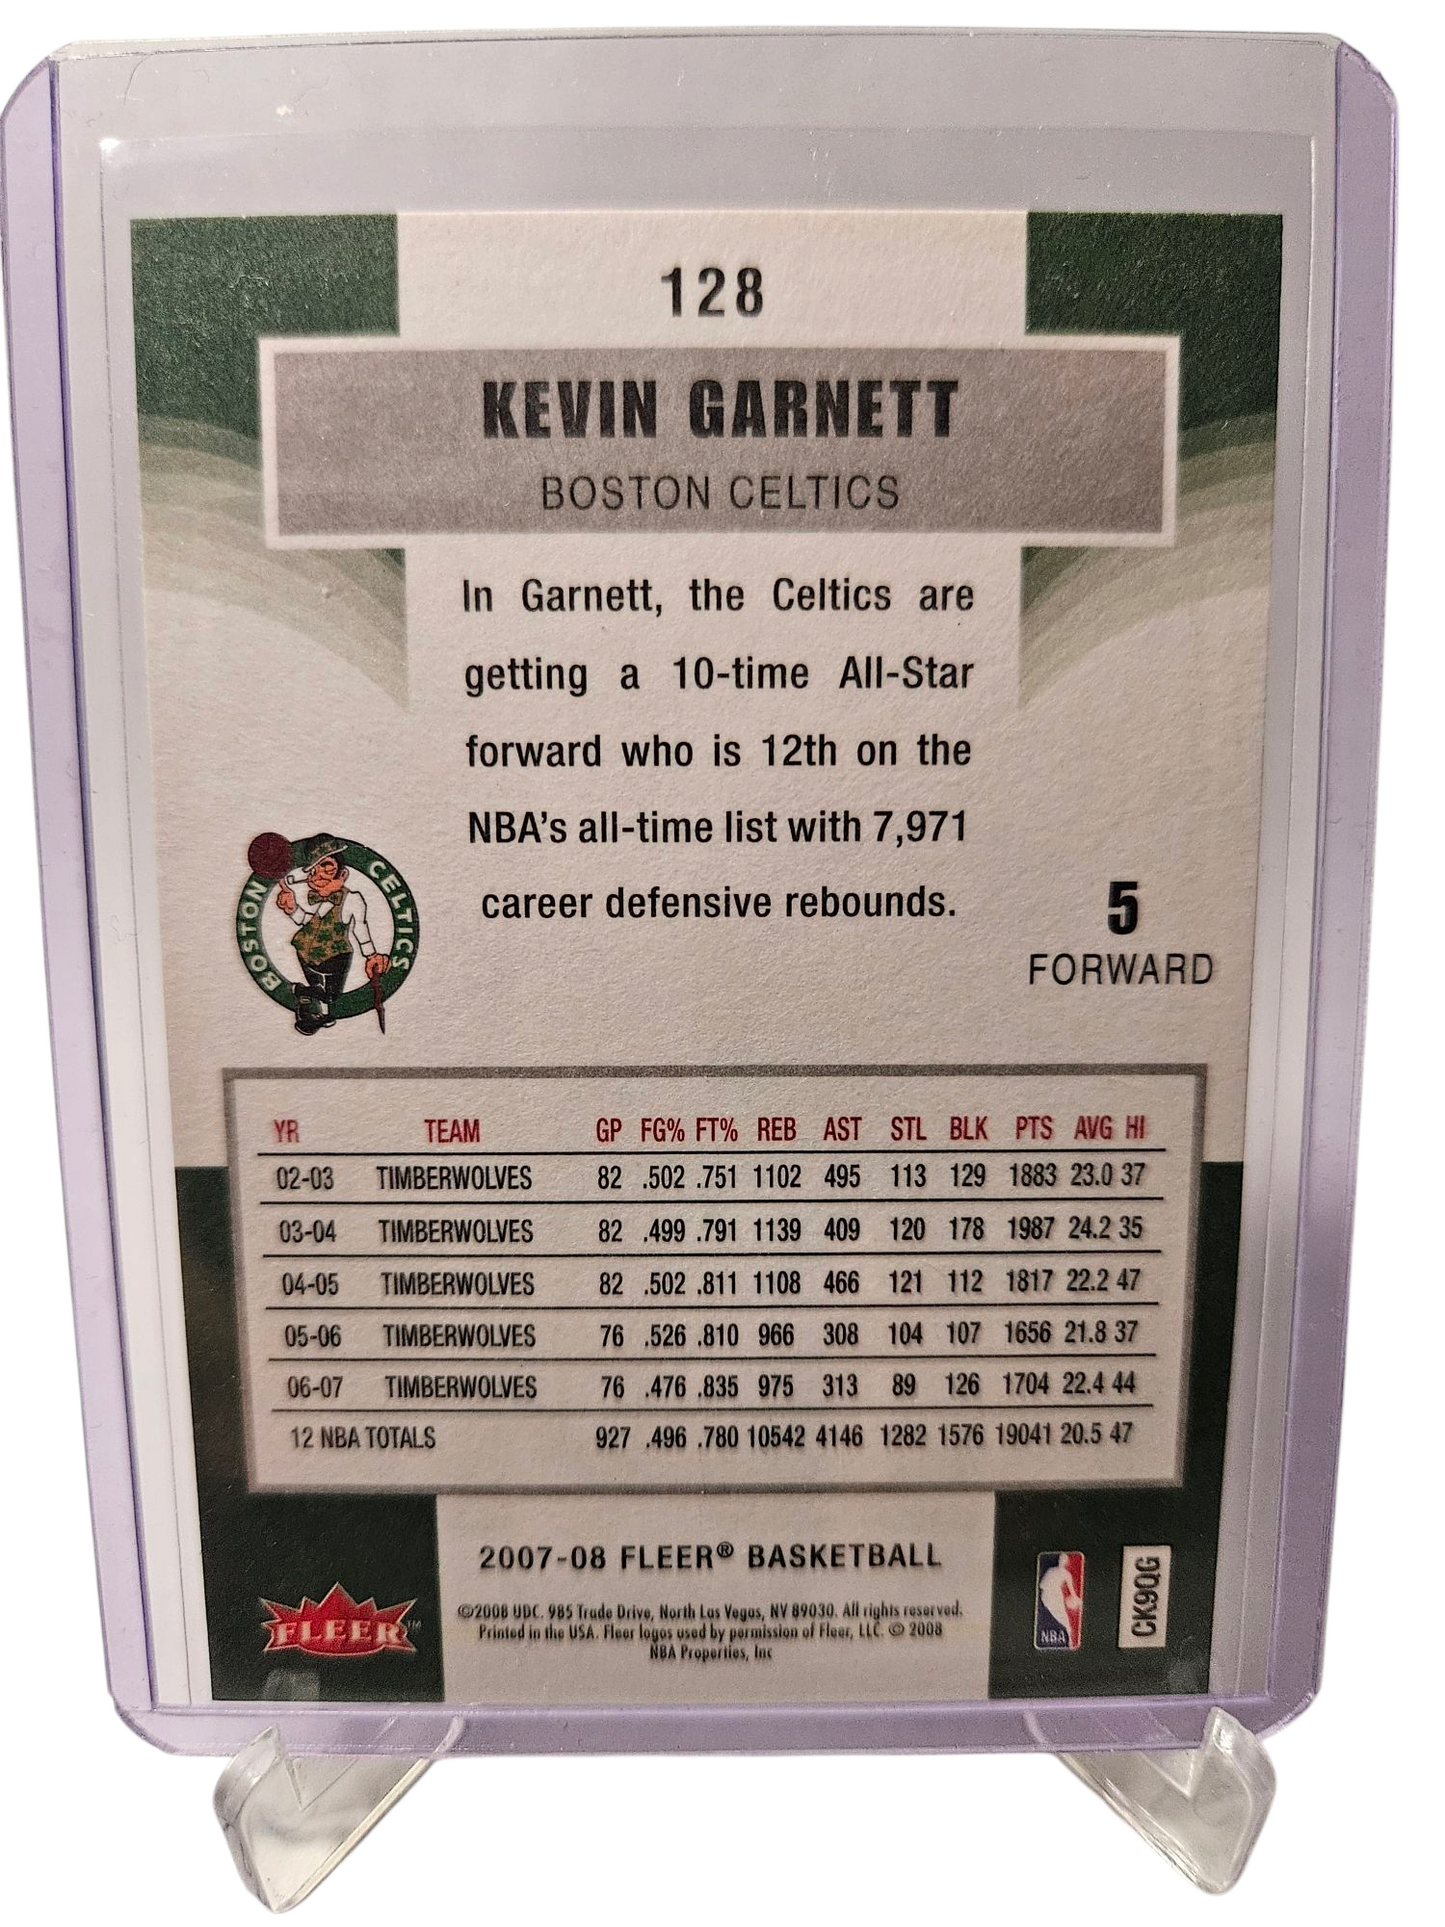 128
KEVIN GARNETT
BOSTON CELTICS
In Garnett, the Celtics are
getting a 10-time All-Star
forward who is 12th on the
NBA's all-time list with 7,971
career defensive rebounds.
BOSTON CELTICS
5
FORWARD
YR TEAM GP FG% FT% REB AST STL BLK PTS AVG HI
02-03 TIMBERWOLVES 82 .502 .751 1102 495 113 129 1883 23.0 37
03-04 TIMBERWOLVES 82 .499 .791 1139 409 120 178 1987 24.2 35
04-05 TIMBERWOLVES 82 .502 .811 1108 466 121 112 1817 22.2 47
05-06 TIMBERWOLVES 76 .526 .810 966 308 104 107 1656 21.8 37
06-07 TIMBERWOLVES 76 .476 .835 975 313 89 126 1704 22.4 44
12 NBA TOTALS 927 .496 .780 10542 4146 1282 1576 19041 20.5 47
2007-08 FLEER® BASKETBALL
©2008 UDC. 985 Trade Drive, North Las Vegas, NV 89030. All rights reserved.
Printed in the USA. Fleer logos used by permission of Fleer, LLC. © 2008
NBA Properties, Inc
FLEER™
NBA
CK9QG